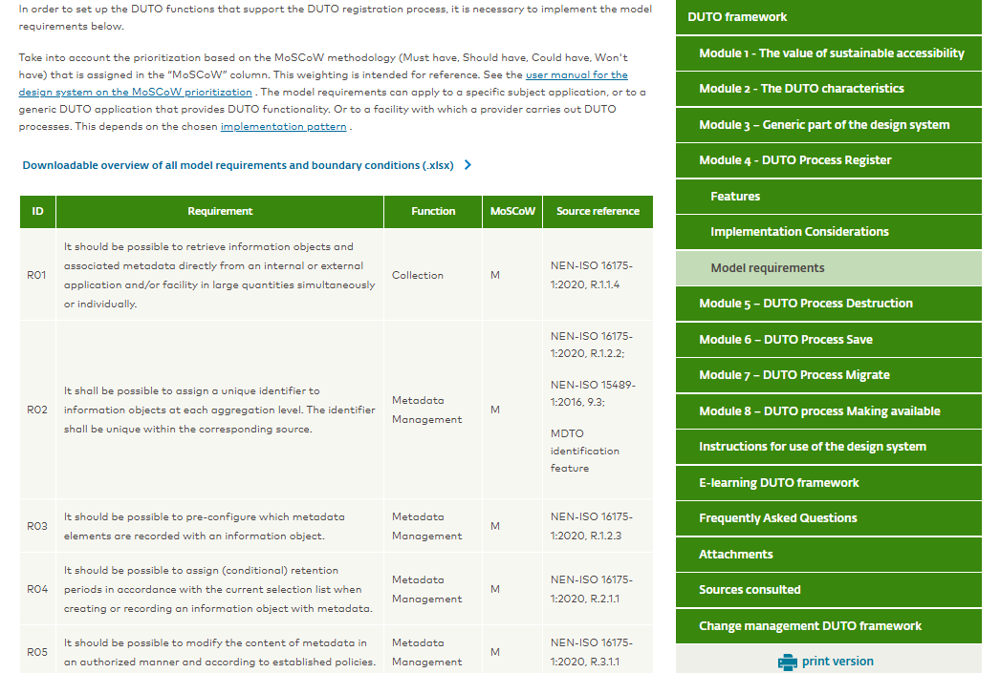 In order to set up the DUTO functions that support the DUTO registration process, it is necessary to implement the model
requirements below.
Take into account the prioritization based on the MoSCoW methodology (Must have, Should have, Could have, Won't
have) that is assigned in the “MoSCoW” column. This weighting is intended for reference. See the user manual for the
design system on the MoSCoW prioritization . The model requirements can apply to a specific subject application, or to a
generic DUTO application that provides DUTO functionality. Or to a facility with which a provider carries out DUTO
processes. This depends on the chosen implementation pattern .
Downloadable overview of all model requirements and boundary conditions (.xlsx)
ID Requirement Function MoSCoW Source reference
R01
It should be possible to retrieve information objects and
associated metadata directly from an internal or external
application and/or facility in large quantities simultaneously
or individually.
Collection
M
NEN-ISO 16175-
1:2020, R.1.1.4
R02
It shall be possible to assign a unique identifier to
information objects at each aggregation level. The identifier
shall be unique within the corresponding source.
Metadata
Management
M
NEN-ISO 16175-
1:2020, R.1.2.2;
NEN-ISO 15489-
1:2016, 9.3;
MDTO
identification
feature
R03
It should be possible to pre-configure which metadata
elements are recorded with an information object.
Metadata
Management
M
NEN-ISO 16175-
1:2020, R.1.2.3
R04
It should be possible to assign (conditional) retention
periods in accordance with the current selection list when
creating or recording an information object with metadata.
Metadata
Management
M
NEN-ISO 16175-
1:2020, R.2.1.1
R05
It should be possible to modify the content of metadata in
an authorized manner and according to established policies.
Metadata
Management
M
NEN-ISO 16175-
1:2020, R.3.1.1
DUTO framework
Module 1 - The value of sustainable accessibility
Module 2 - The DUTO characteristics
Module 3 – Generic part of the design system
Module 4 - DUTO Process Register
Features
Implementation Considerations
Model requirements
Module 5 – DUTO Process Destruction
Module 6 – DUTO Process Save
Module 7 – DUTO Process Migrate
Module 8 – DUTO process Making available
Instructions for use of the design system
E-learning DUTO framework
Frequently Asked Questions
Attachments
Sources consulted
Change management DUTO framework
print version